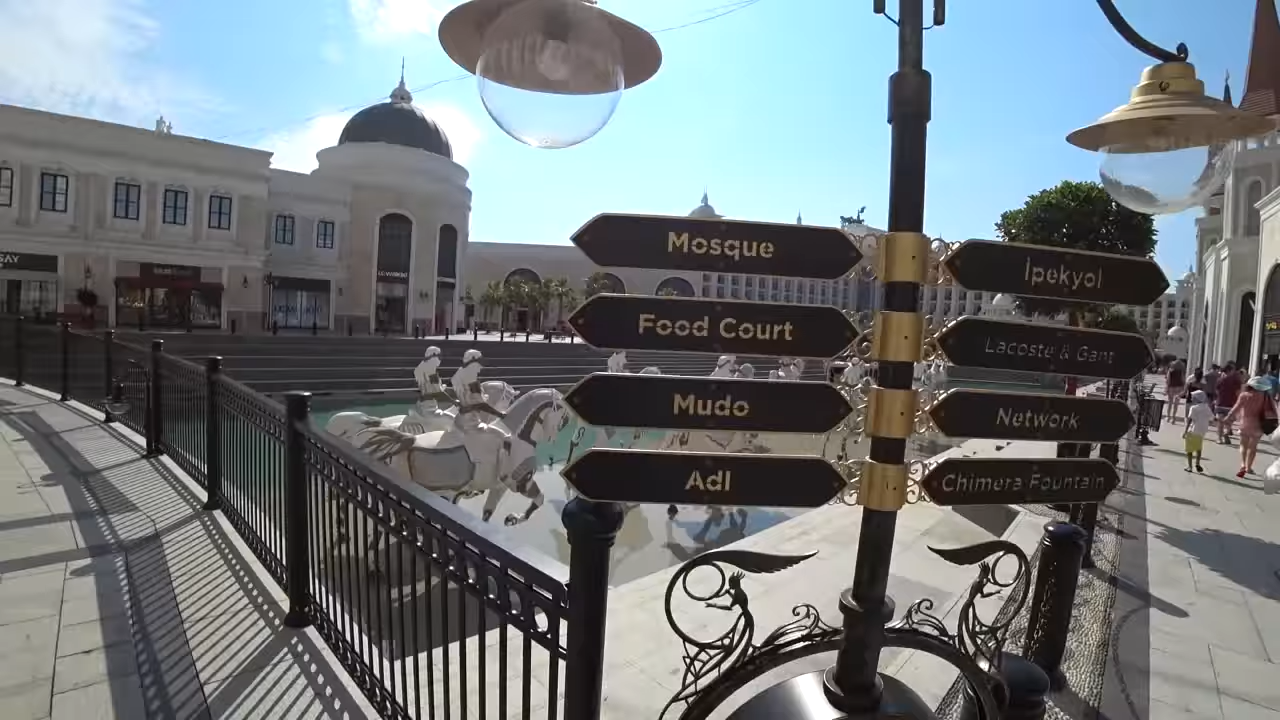 Mosque
Food Court
Mudo
Adl
İpekyol
Lacoste & Gant
Network
Chimera Fountain